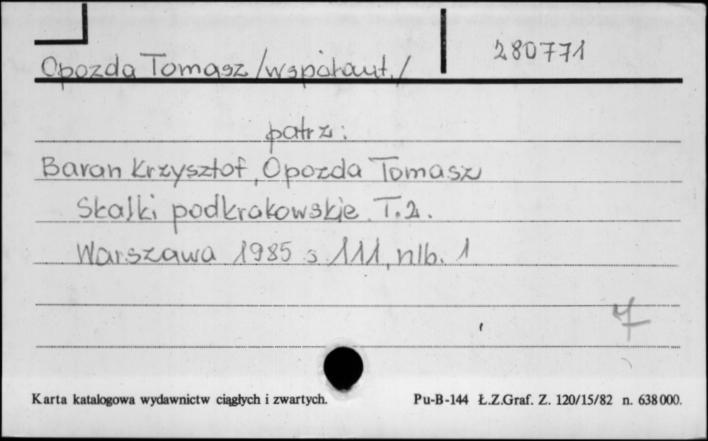 280771
Opozda Tomasz /współaut./
patrz:
Baran Krzysztof, Opozda Tomasz
Skałki podkrakowskie. T.2.
Warszawa 1985 s. 111, nlb. 1
Karta katalogowa wydawnictw ciągłych i zwartych. Pu-B-144 Ł.Z.Graf. Z. 120/15/82 n. 638000.